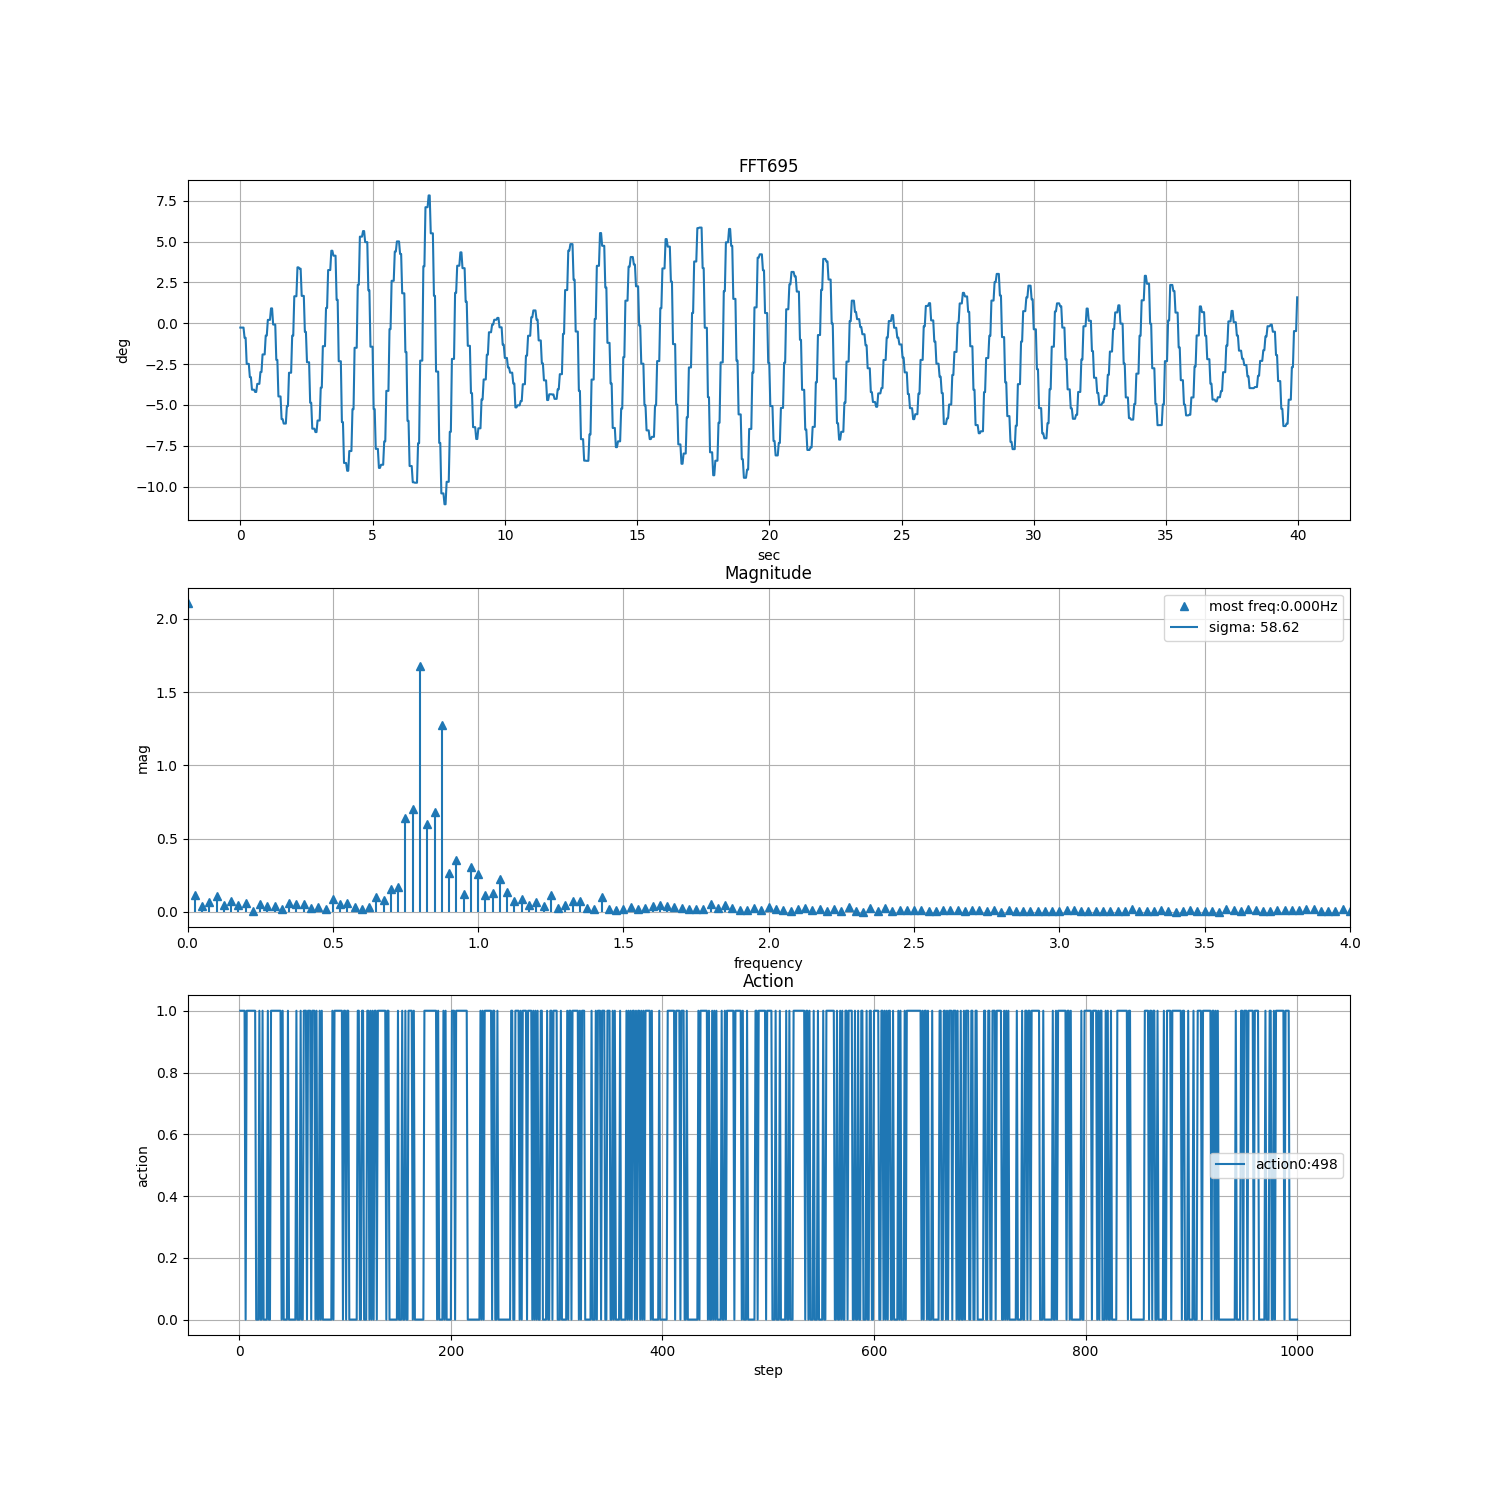 FFT695
7.5
5.0
2.5
0.0
−2.5
−5.0
−7.5
−10.0
deg
0 5 10 15 20 25 30 35 40
sec
Magnitude
most freq:0.000Hz
sigma: 58.62
2.0
1.5
1.0
0.5
0.0
mag
0.0 0.5 1.0 1.5 2.0 2.5 3.0 3.5 4.0
frequency
Action
1.0
0.8
0.6
0.4
0.2
0.0
action
action0:498
0 200 400 600 800 1000
step